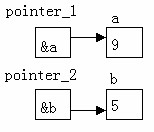 pointer_1 a
&a 9
pointer_2 b
&b 5